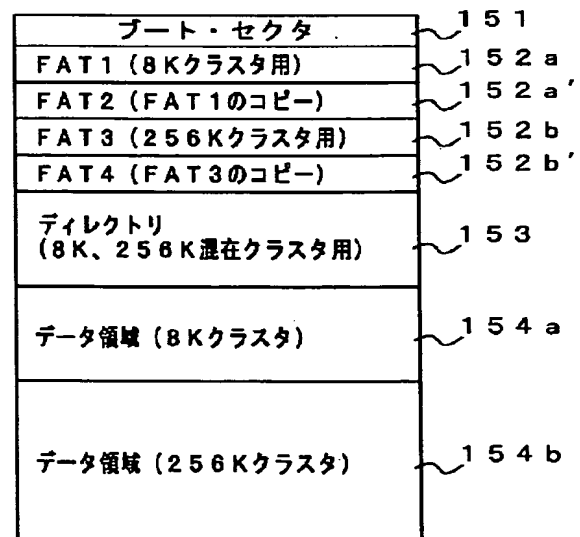 ブート・セクタ 151
FAT1(8Kクラスタ用) 152a
FAT2(FAT1のコピー) 152a'
FAT3(256Kクラスタ用) 152b
FAT4(FAT3のコピー) 152b'
ディレクトリ
(8K、256K混在クラスタ用) 153
データ領域(8Kクラスタ) 154a
データ領域(256Kクラスタ) 154b